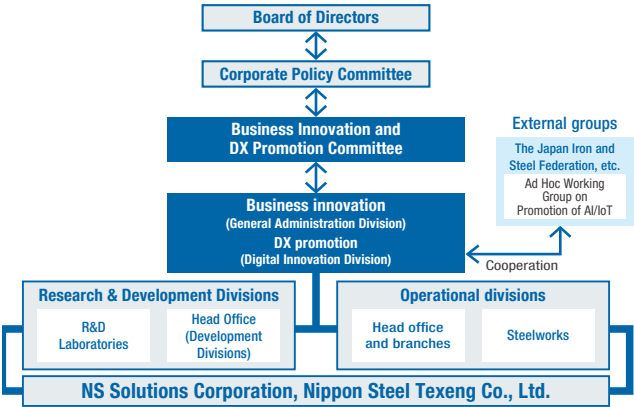 Board of Directors
Corporate Policy Committee
Business Innovation and
DX Promotion Committee
External groups
The Japan Iron and
Steel Federation, etc.
Ad Hoc Working
Group on
Promotion of AI/IoT
Business innovation
(General Administration Division)
DX promotion
(Digital Innovation Division)
Cooperation
Research & Development Divisions
R&D
Laboratories
Head Office
(Development
Divisions)
Operational divisions
Head office
and branches
Steelworks
NS Solutions Corporation, Nippon Steel Texeng Co., Ltd.